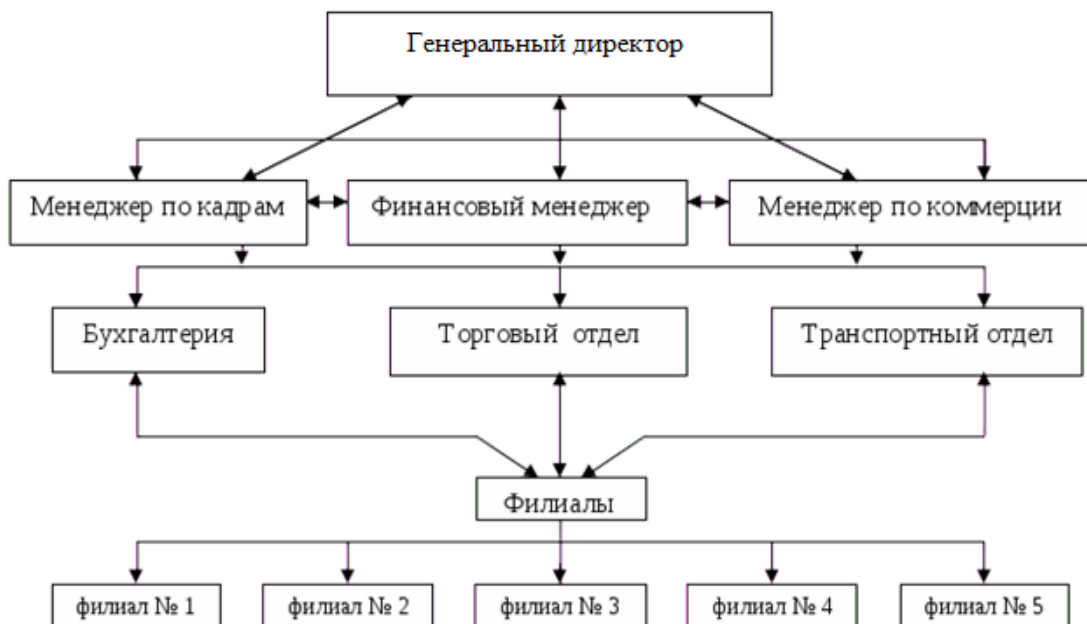 Генеральный директор
Менеджер по кадрам
Финансовый менеджер
Менеджер по коммерции
Бухгалтерия
Торговый отдел
Транспортный отдел
Филиалы
филиал № 1
филиал № 2
филиал № 3
филиал № 4
филиал № 5